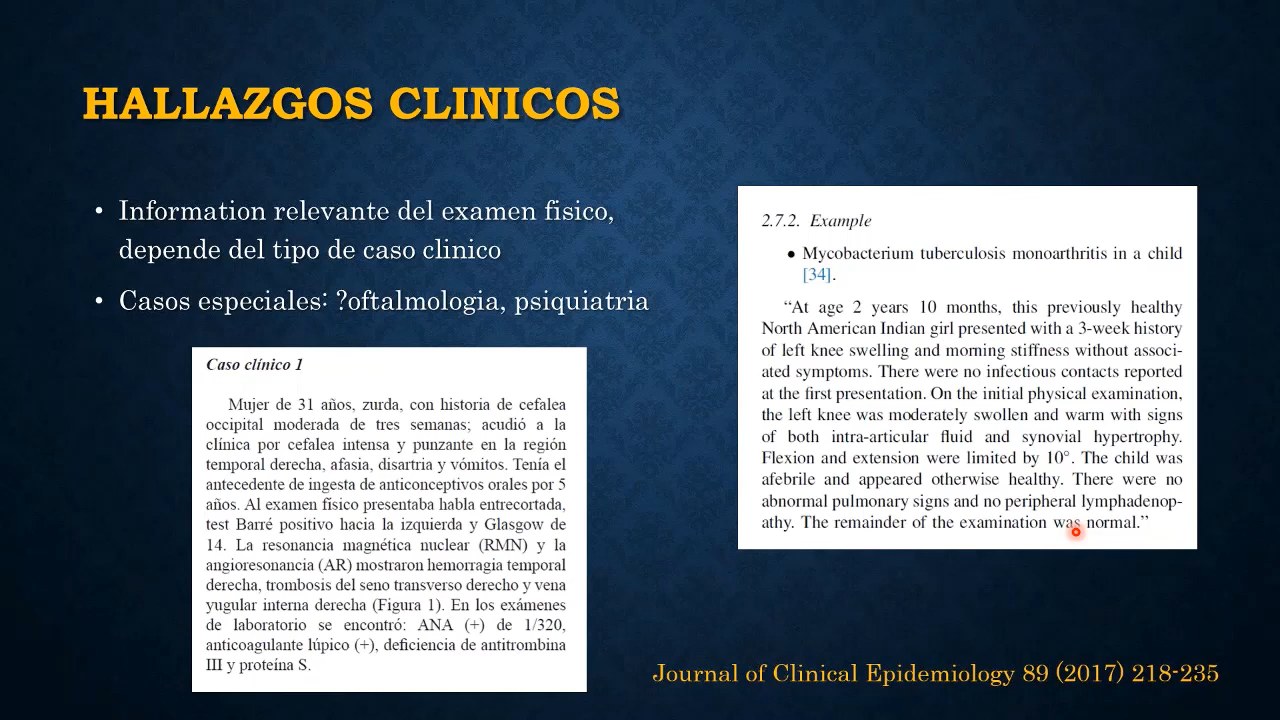 HALLAZGOS CLINICOS
• Information relevante del examen fisico,
depende del tipo de caso clinico
• Casos especiales: ?oftalmologia, psiquiatria
Caso clínico 1
Mujer de 31 años, zurda, con historia de cefalea
occipital moderada de tres semanas; acudió a la
clínica por cefalea intensa y punzante en la región
temporal derecha, afasia, disartria y vómitos. Tenía el
antecedente de ingesta de anticonceptivos orales por 5
años. Al examen físico presentaba habla entrecortada,
test Barré positivo hacia la izquierda y Glasgow de
14. La resonancia magnética nuclear (RMN) y la
angioresonancia (AR) mostraron hemorragia temporal
derecha, trombosis del seno transverso derecho y vena
yugular interna derecha (Figura 1). En los exámenes
de laboratorio se encontró: ANA (+) de 1/320,
anticoagulante lúpico (+), deficiencia de antitrombina
III y proteína S.
2.7.2. Example
• Mycobacterium tuberculosis monoarthritis in a child
[34].
“At age 2 years 10 months, this previously healthy
North American Indian girl presented with a 3-week history
of left knee swelling and morning stiffness without associ-
ated symptoms. There were no infectious contacts reported
at the first presentation. On the initial physical examination,
the left knee was moderately swollen and warm with signs
of both intra-articular fluid and synovial hypertrophy.
Flexion and extension were limited by 10°. The child was
afebrile and appeared otherwise healthy. There were no
abnormal pulmonary signs and no peripheral lymphadenop-
athy. The remainder of the examination was normal.”
Journal of Clinical Epidemiology 89 (2017) 218-235